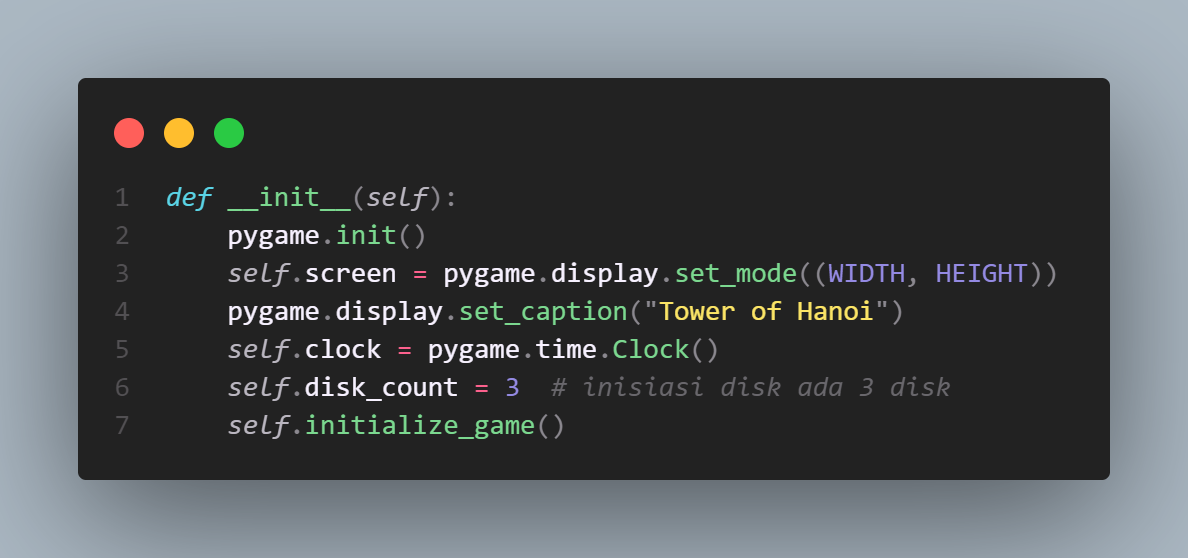 1 def __init__(self):
2     pygame.init()
3     self.screen = pygame.display.set_mode((WIDTH, HEIGHT))
4     pygame.display.set_caption("Tower of Hanoi")
5     self.clock = pygame.time.Clock()
6     self.disk_count = 3  # inisiasi disk ada 3 disk
7     self.initialize_game()